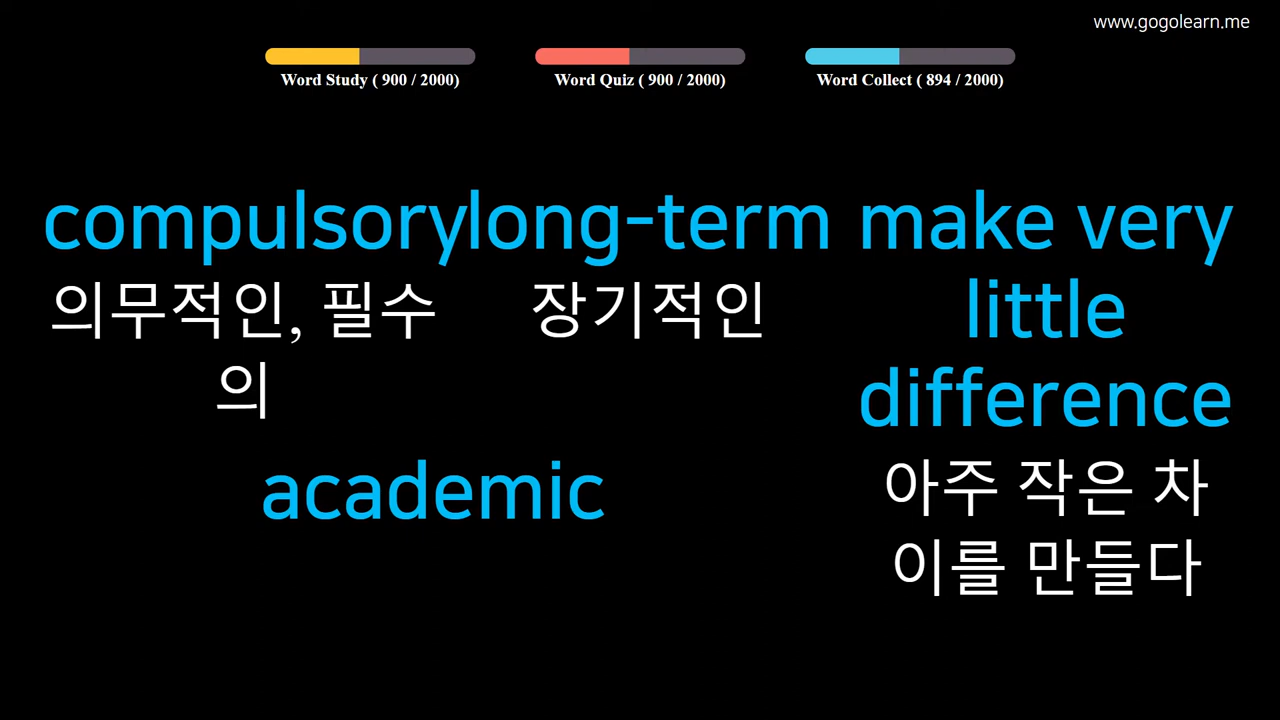 www.gogolearn.me
Word Study ( 900 / 2000)
Word Quiz ( 900 / 2000)
Word Collect ( 894 / 2000)
compulsory
의무적인, 필수
의
long-term
장기적인
make very
little
difference
아주 작은 차
이를 만들다
academic